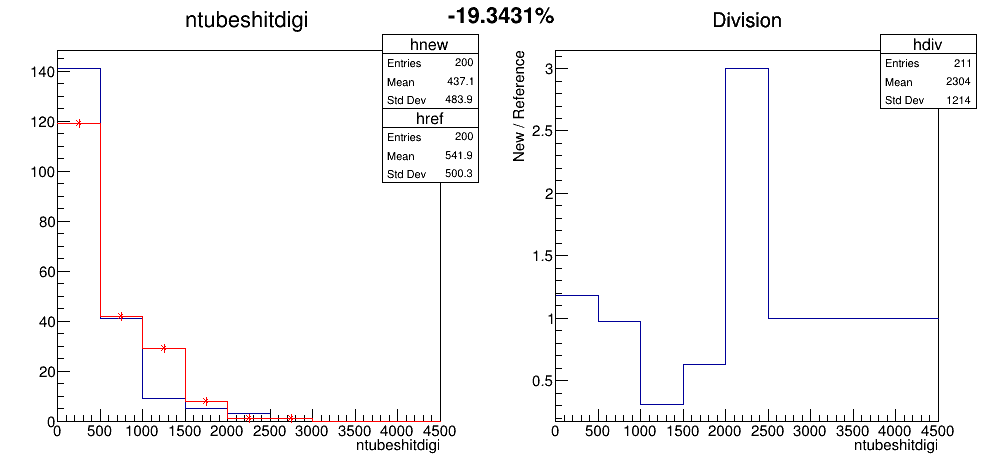 -19.3431%
ntubeshitdigi
hnew
Entries 200
Mean 437.1
Std Dev 483.9
href
Entries 200
Mean 541.9
Std Dev 500.3
140
120
100
80
60
40
20
0
0 500 1000 1500 2000 2500 3000 3500 4000 4500
ntubeshitdigi
Division
hdiv
Entries 211
Mean 2304
Std Dev 1214
New / Reference
3
2.5
2
1.5
1
0.5
0 500 1000 1500 2000 2500 3000 3500 4000 4500
ntubeshitdigi